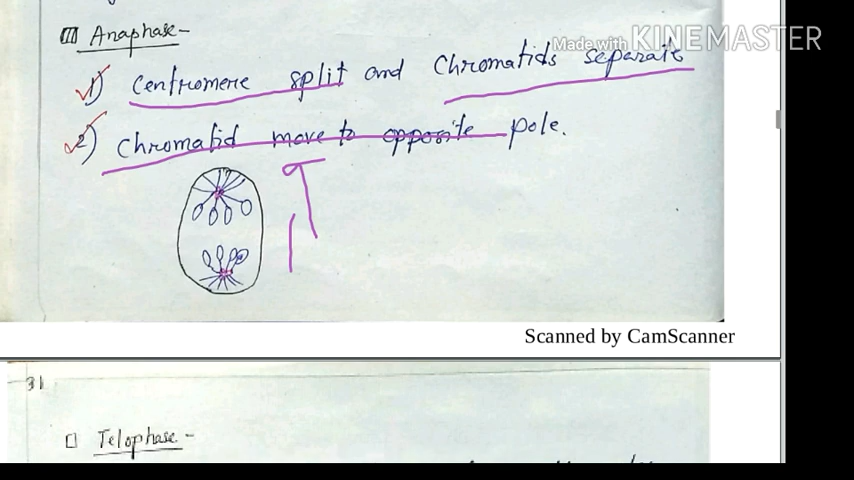 Anaphase-
Made with KINEMASTER
1) Centromere split and Chromatids separate
2) Chromatid move to opposite pole.
Scanned by CamScanner
31
Telophase-